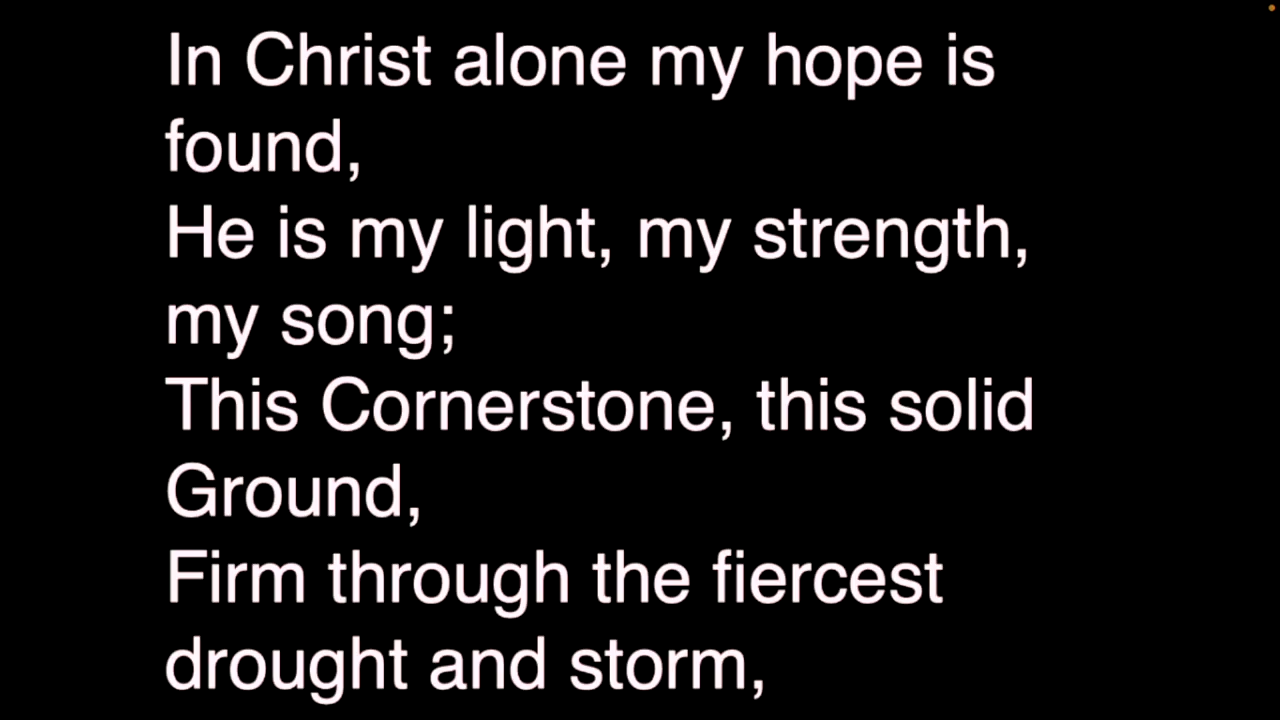 In Christ alone my hope is
found,
He is my light, my strength,
my song;
This Cornerstone, this solid
Ground,
Firm through the fiercest
drought and storm,